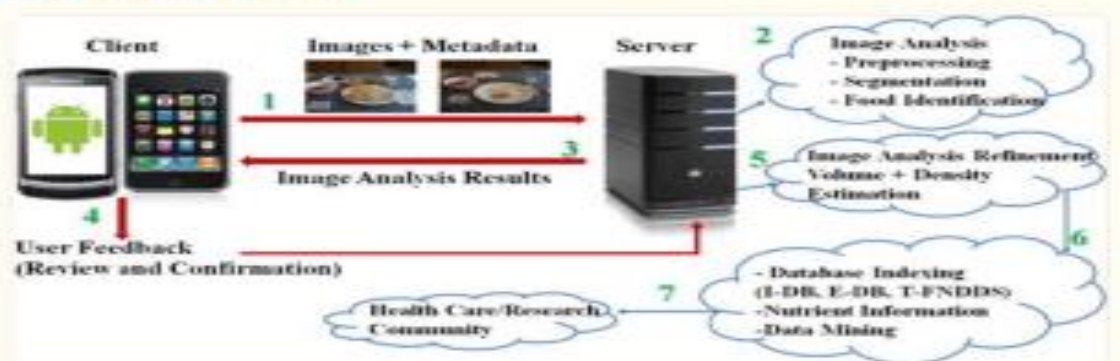 Client
Images + Metadata
Server
1
2
Image Analysis
- Preprocessing
- Segmentation
- Food Identification
3
Image Analysis Results
4
User Feedback
(Review and Confirmation)
5
Image Analysis Refinement
Volume + Density
Estimation
6
- Database Indexing
(I-DB, E-DB, T-FNDDS)
-Nutrient Information
-Data Mining
7
Health Care/Research
Community